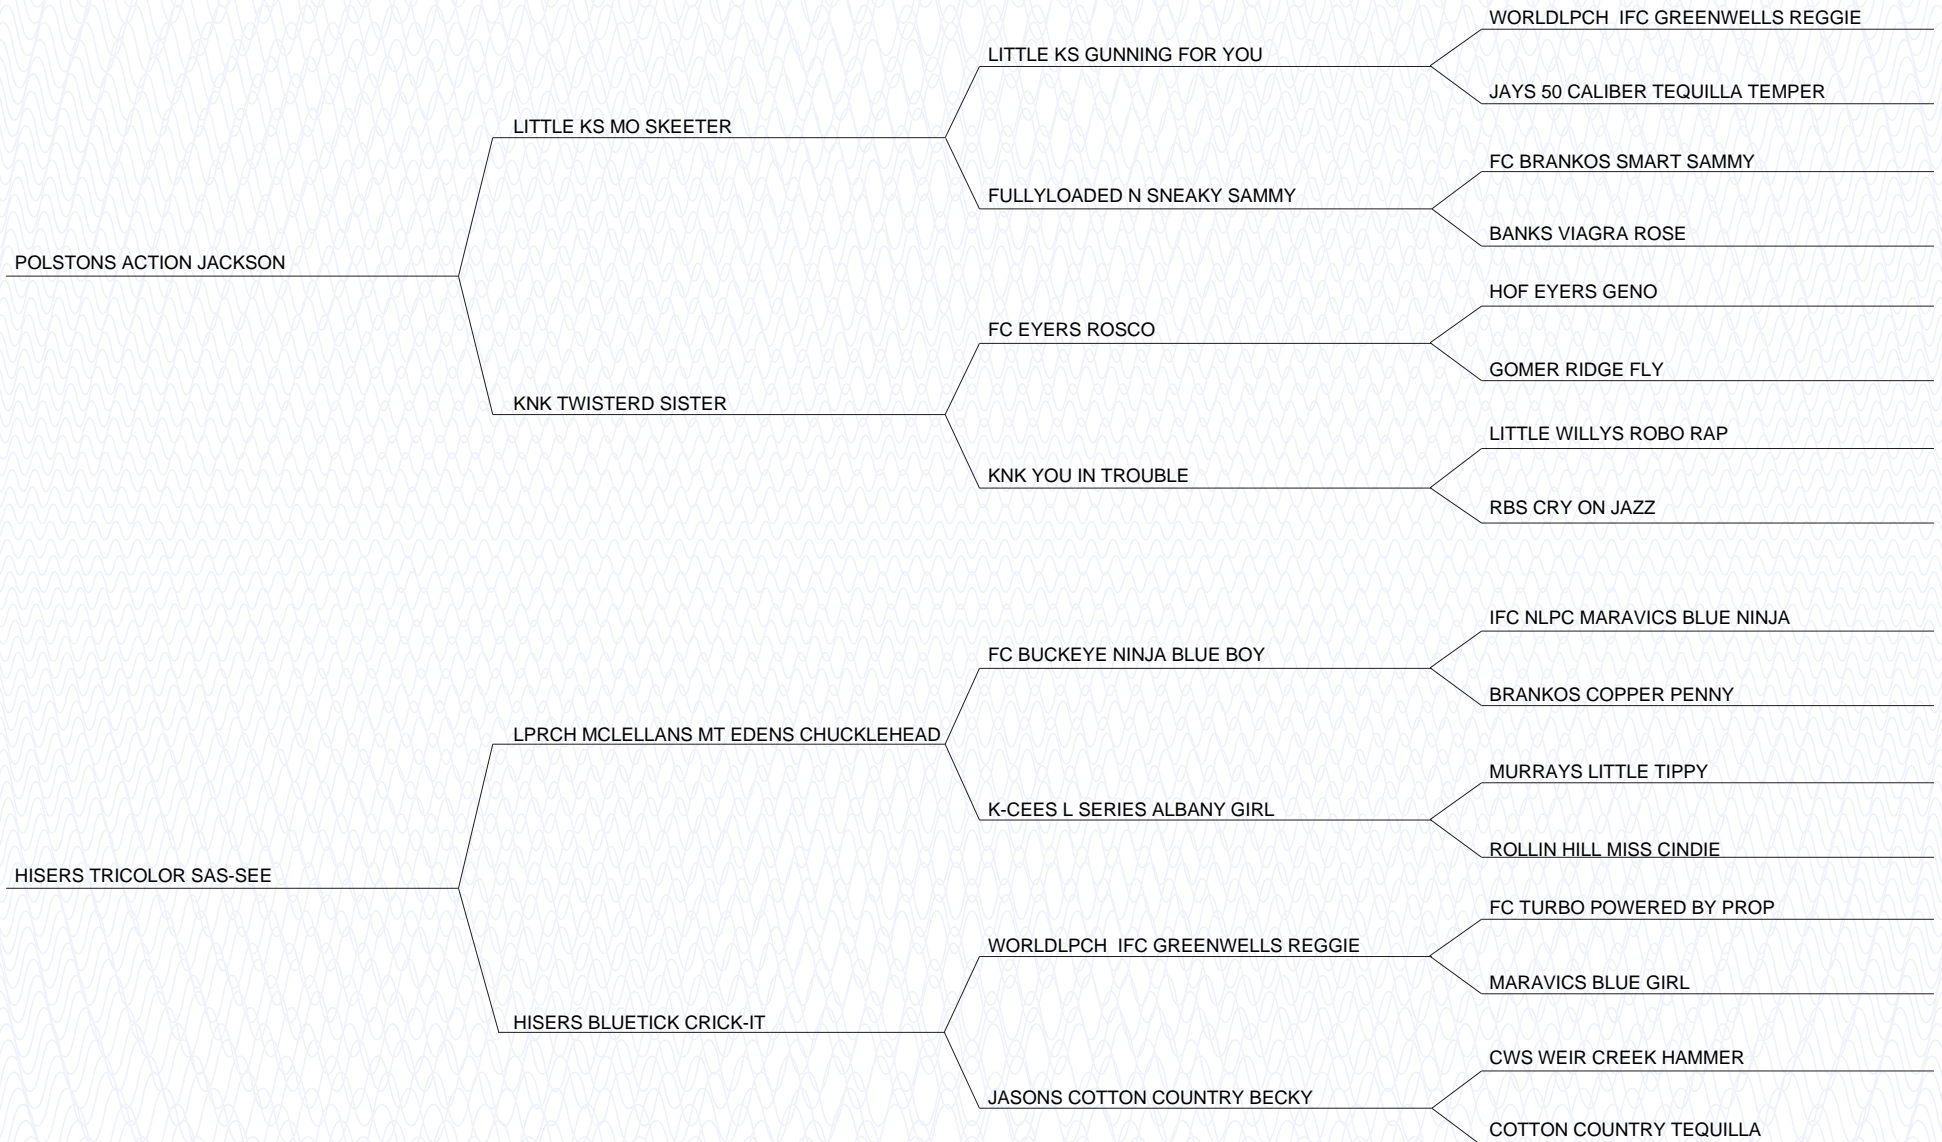 WORLDLPCH  IFC GREENWELLS REGGIE
LITTLE KS GUNNING FOR YOU
JAYS 50 CALIBER TEQUILLA TEMPER
LITTLE KS MO SKEETER
FC BRANKOS SMART SAMMY
FULLYLOADED N SNEAKY SAMMY
BANKS VIAGRA ROSE
POLSTONS ACTION JACKSON
HOF EYERS GENO
FC EYERS ROSCO
GOMER RIDGE FLY
KNK TWISTERD SISTER
LITTLE WILLYS ROBO RAP
KNK YOU IN TROUBLE
RBS CRY ON JAZZ
IFC NLPC MARAVICS BLUE NINJA
FC BUCKEYE NINJA BLUE BOY
BRANKOS COPPER PENNY
LPRCH MCLELLANS MT EDENS CHUCKLEHEAD
MURRAYS LITTLE TIPPY
K-CEES L SERIES ALBANY GIRL
ROLLIN HILL MISS CINDIE
HISERS TRICOLOR SAS-SEE
FC TURBO POWERED BY PROP
WORLDLPCH  IFC GREENWELLS REGGIE
MARAVICS BLUE GIRL
HISERS BLUETICK CRICK-IT
CWS WEIR CREEK HAMMER
JASONS COTTON COUNTRY BECKY
COTTON COUNTRY TEQUILLA